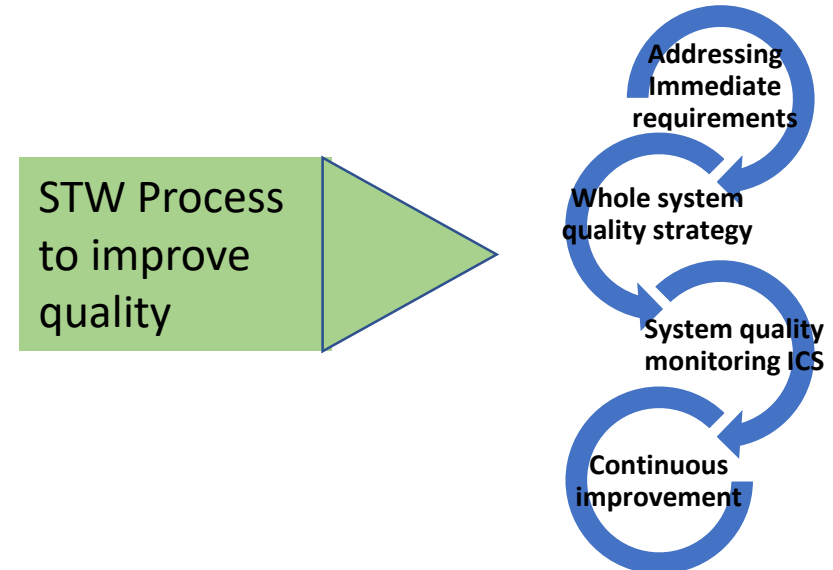 STW Process
to improve
quality
Addressing
Immediate
requirements
Whole system
quality strategy
System quality
monitoring ICS
Continuous
improvement